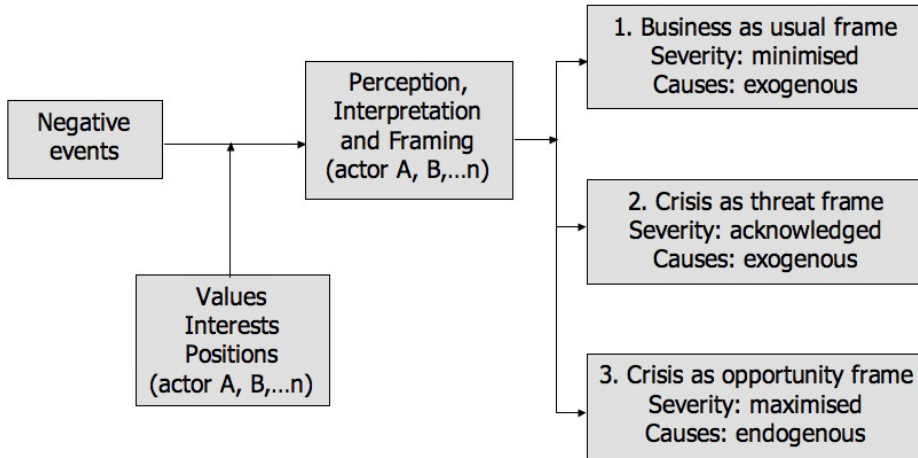 Negative
events
Values
Interests
Positions
(actor A, B,...n)
Perception,
Interpretation
and Framing
(actor A, B,...n)
1. Business as usual frame
Severity: minimised
Causes: exogenous
2. Crisis as threat frame
Severity: acknowledged
Causes: exogenous
3. Crisis as opportunity frame
Severity: maximised
Causes: endogenous